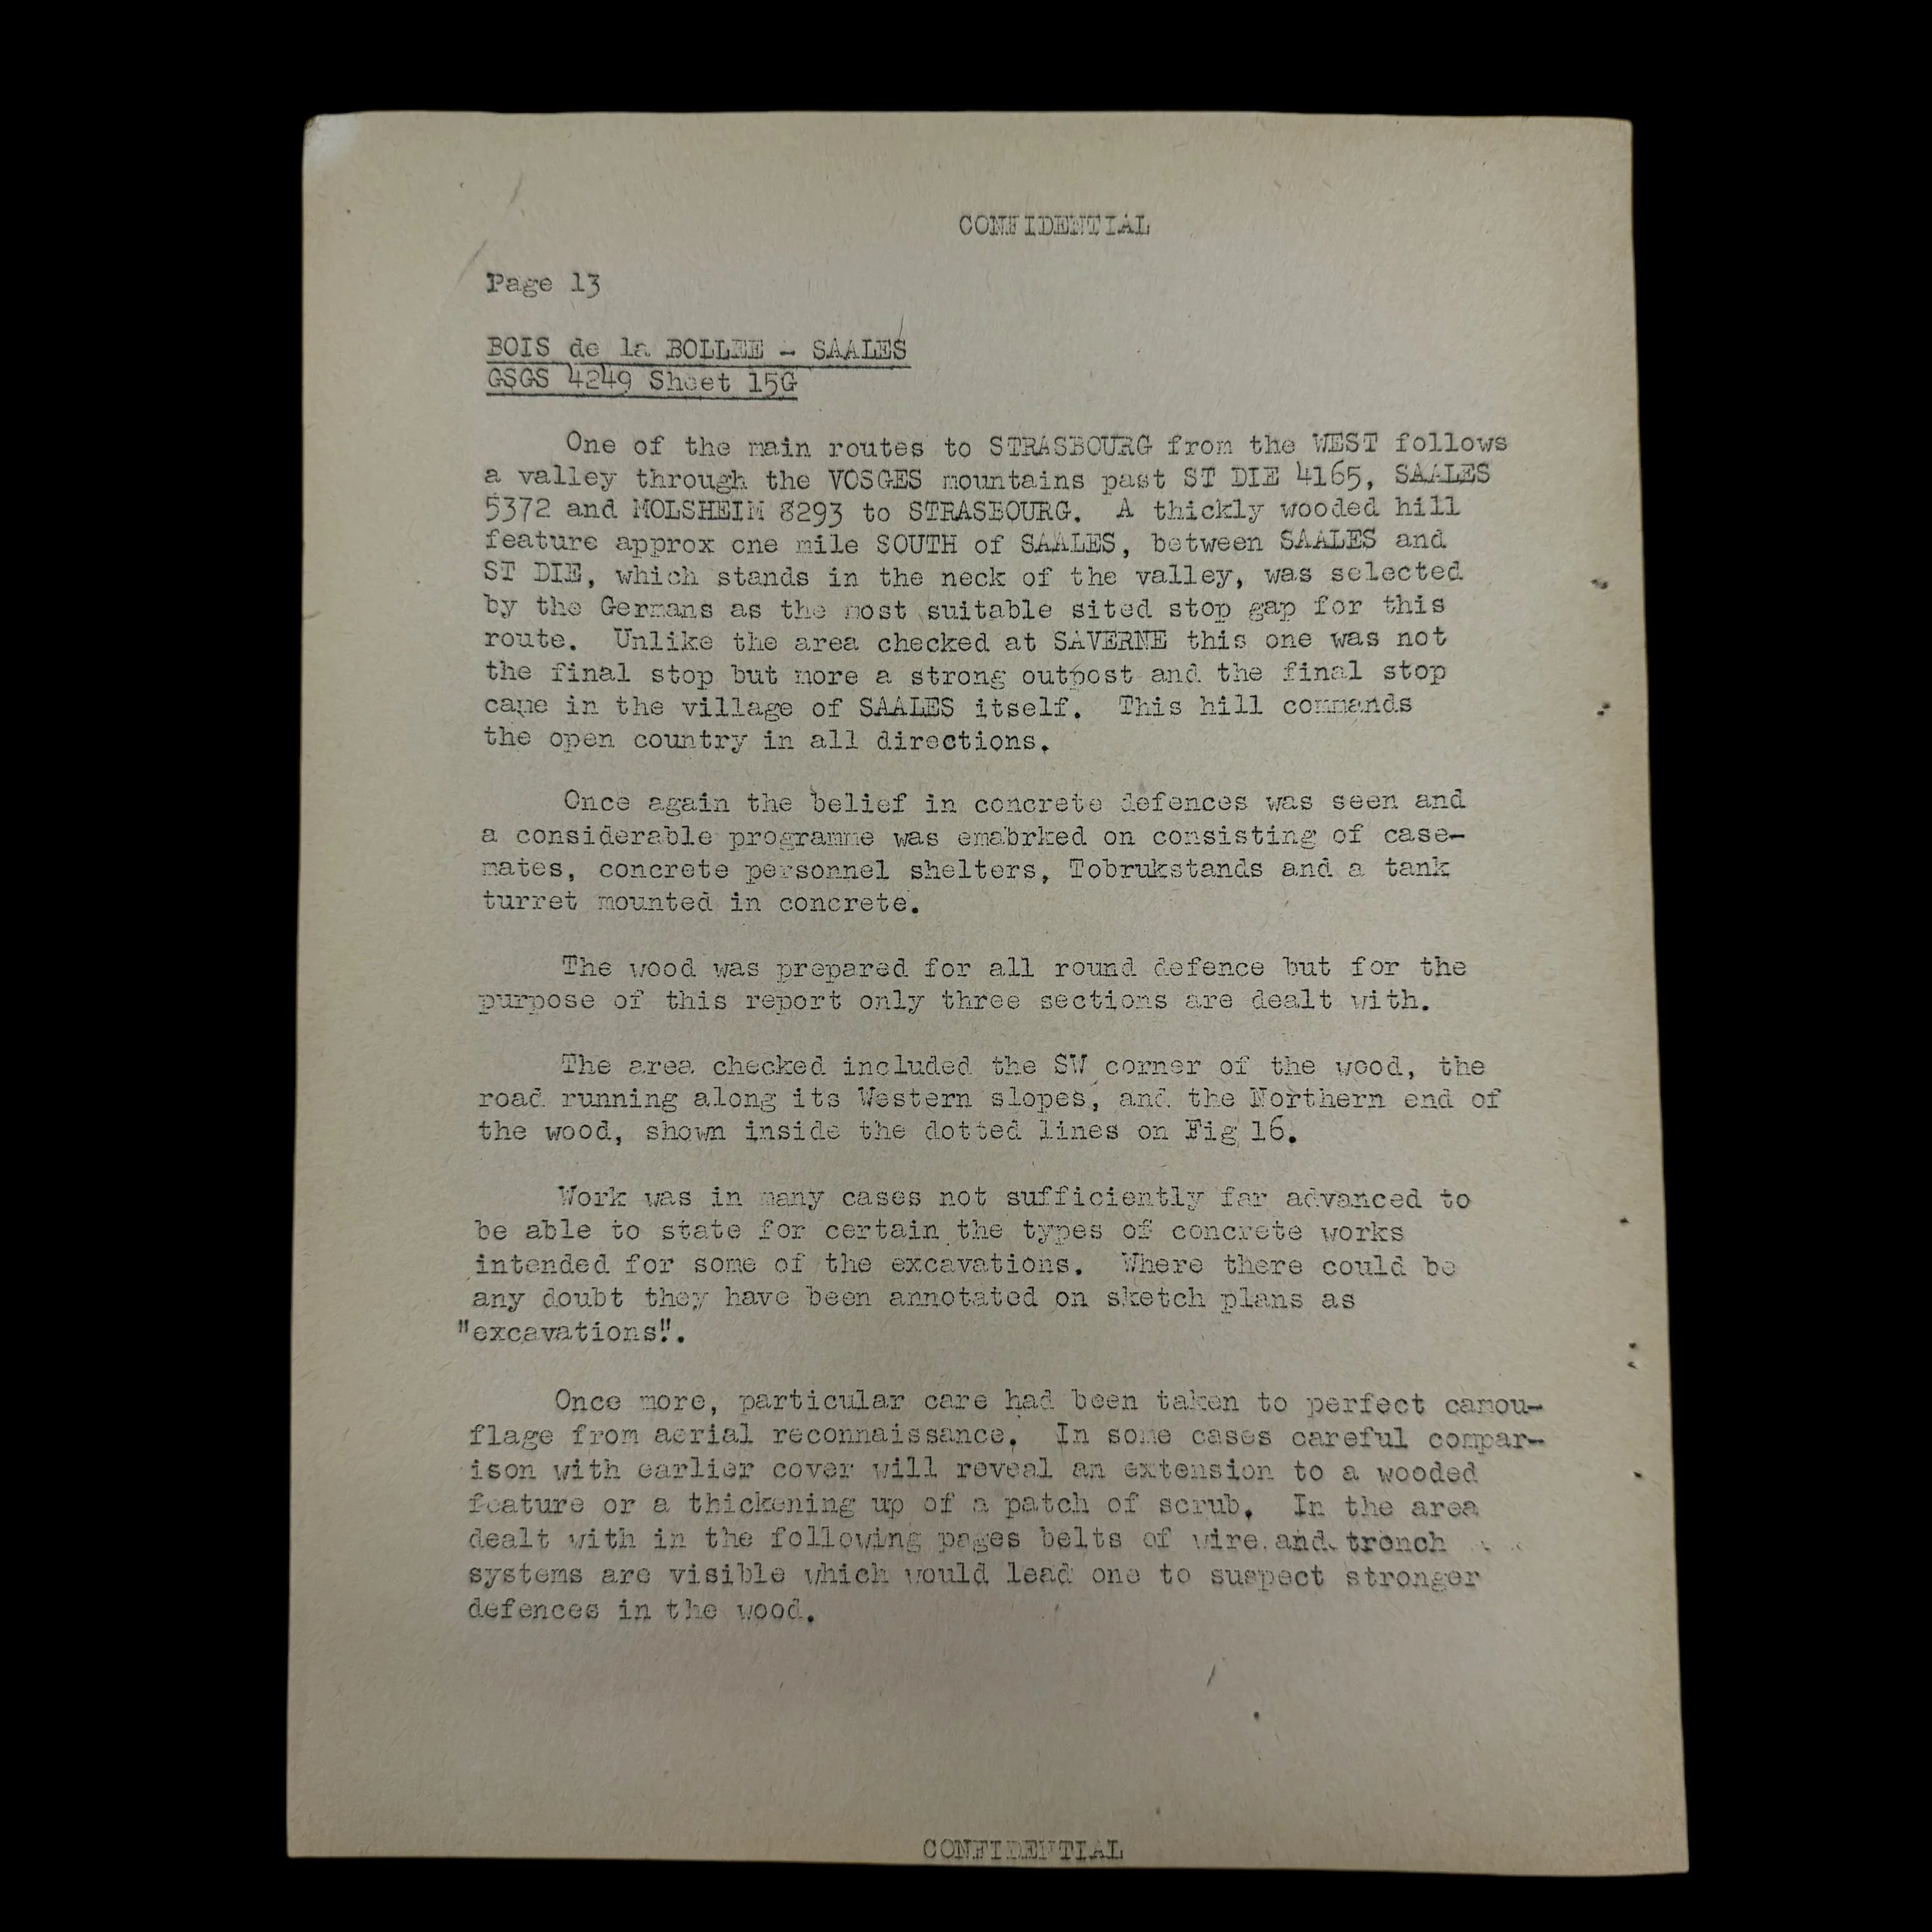 CONFIDENTIAL
Page 13
BOIS de la BOLLEE - SAALES
GSGS 4249 Sheet 15G
One of the main routes to STRASBOURG from the WEST follows
a valley through the VOSGES mountains past ST DIE 4165, SAALES
5372 and MOLSHEIM 8293 to STRASBOURG. A thickly wooded hill
feature approx one mile SOUTH of SAALES, between SAALES and
ST DIE, which stands in the neck of the valley, was selected
by the Germans as the most suitable sited stop gap for this
route. Unlike the area checked at SAVERNE this one was not
the final stop but more a strong outpost and the final stop
came in the village of SAALES itself. This hill commands
the open country in all directions.
Once again the belief in concrete defences was seen and
a considerable programme was emabrked on consisting of case-
mates, concrete personnel shelters, Tobrukstands and a tank
turret mounted in concrete.
The wood was prepared for all round defence but for the
purpose of this report only three sections are dealt with.
The area checked included the SW corner of the wood, the
road running along its Western slopes, and the Northern end of
the wood, shown inside the dotted lines on Fig 16.
Work was in many cases not sufficiently far advanced to
be able to state for certain the types of concrete works
intended for some of the excavations. Where there could be
any doubt they have been annotated on sketch plans as
"excavations".
Once more, particular care had been taken to perfect camou-
flage from aerial reconnaissance. In some cases careful compar-
ison with earlier cover will reveal an extension to a wooded
feature or a thickening up of a patch of scrub. In the area
dealt with in the following pages belts of wire and trench
systems are visible which would lead one to suspect stronger
defences in the wood.
CONFIDENTIAL